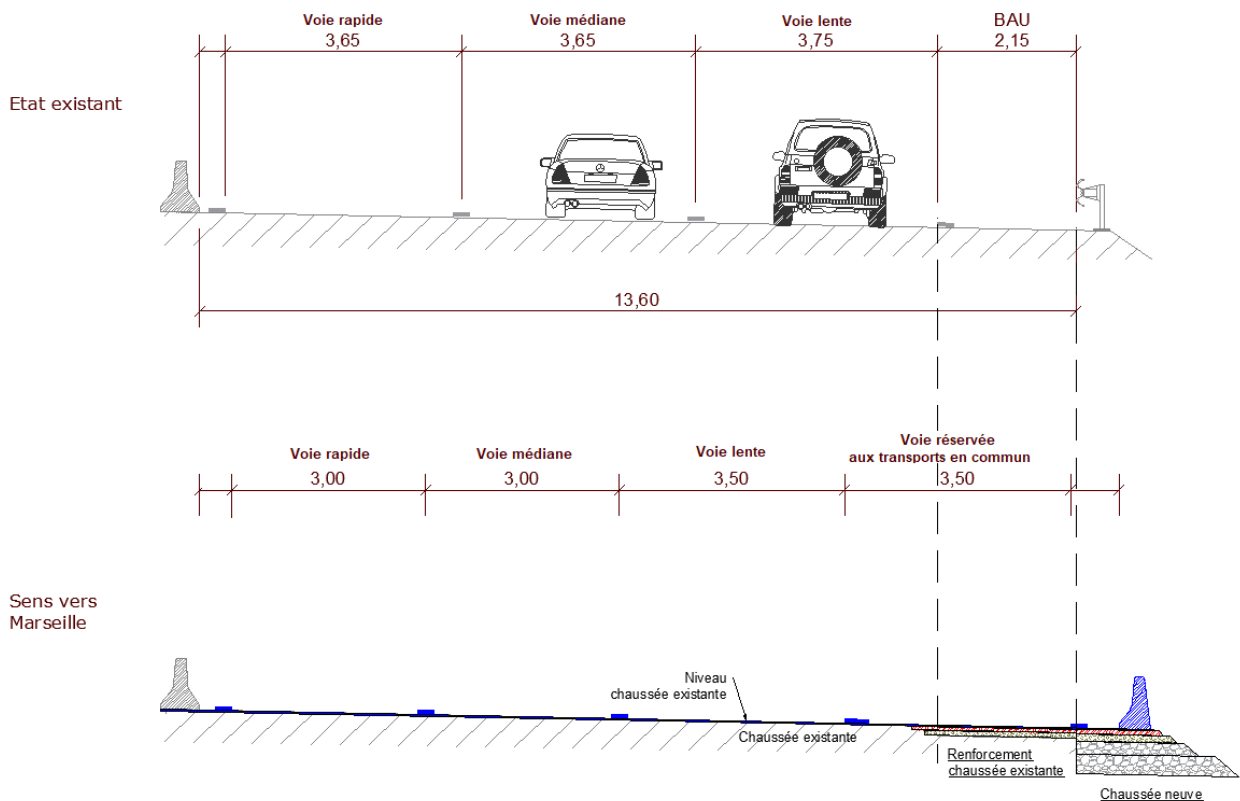 Voie rapide
3,65
Voie médiane
3,65
Voie lente
3,75
BAU
2,15
Etat existant
13,60
Voie rapide
3,00
Voie médiane
3,00
Voie lente
3,50
Voie réservée
aux transports en commun
3,50
Sens vers
Marseille
Niveau
chaussée existante
Chaussée existante
Renforcement
chaussée existante
Chaussée neuve